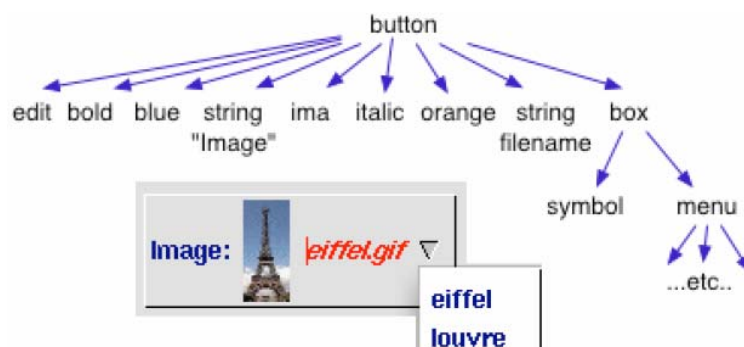 button
edit bold blue string ima italic orange string box
"Image" filename
symbol menu
Image: eiffel.gif
...etc..
eiffel
louvre